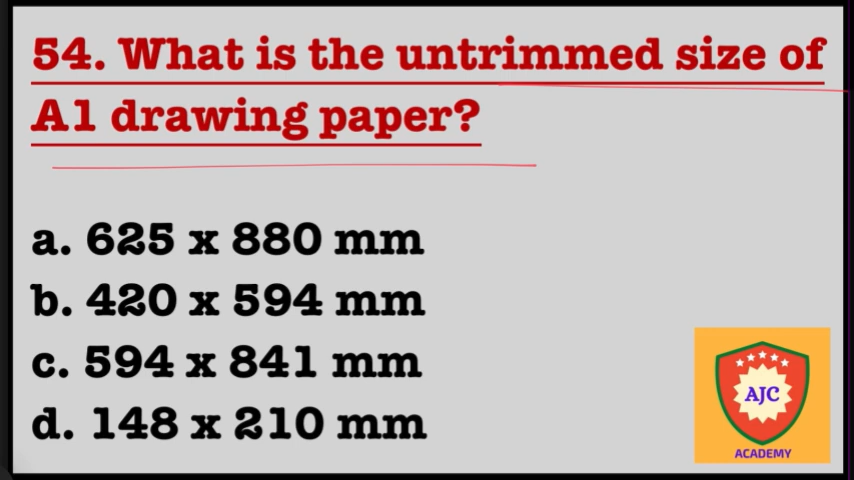 54. What is the untrimmed size of
A1 drawing paper?
a. 625 x 880 mm
b. 420 x 594 mm
c. 594 x 841 mm
d. 148 x 210 mm
AJC
ACADEMY